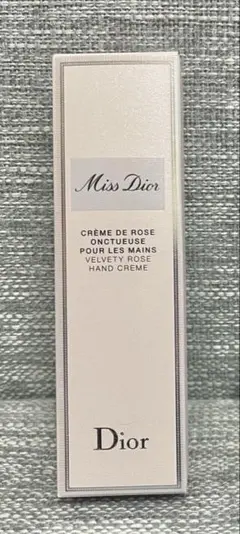 Miss Dior
CRÈME DE ROSE
ONCTUEUSE
POUR LES MAINS
VELVETY ROSE
HAND CREME
Dior